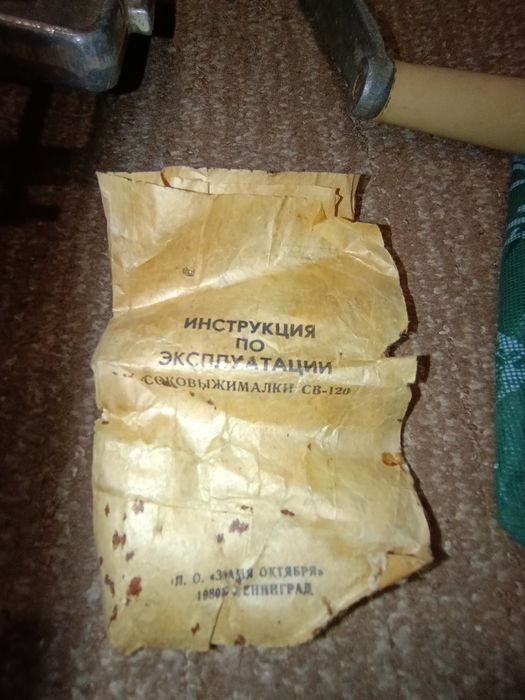 ИНСТРУКЦИЯ
ПО
ЭКСПЛУАТАЦИИ
СОКОВЫЖИМАЛКИ СВ-120
П. О. «ЗНАМЯ ОКТЯБРЯ»
ЛЕНИНГРАД